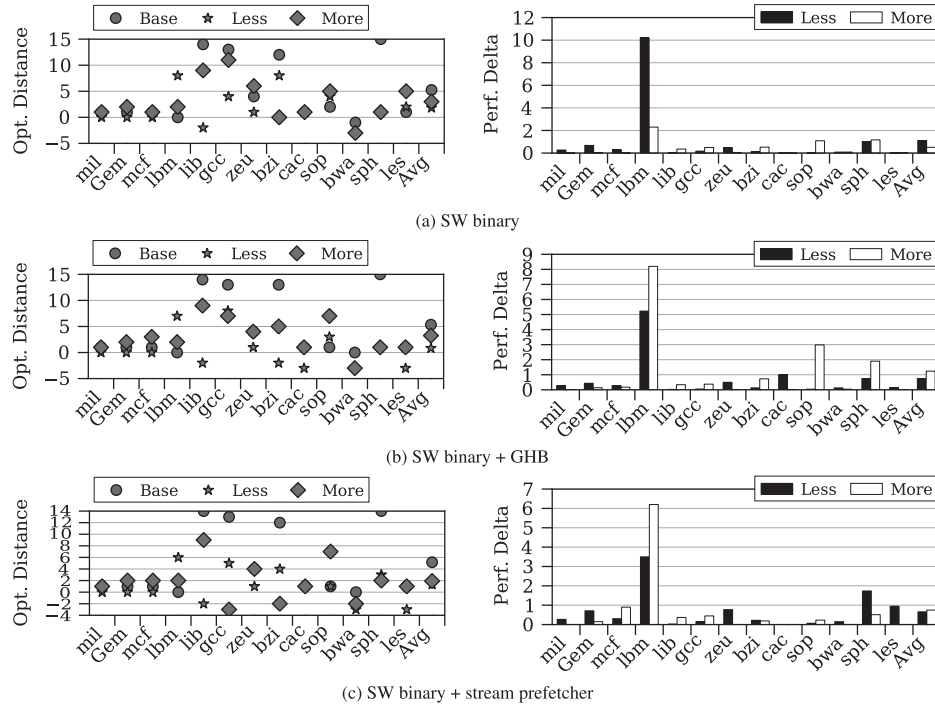 Base Less More
Opt. Distance
15
10
5
0
−5
mil Gem mcf lbm lib gcc zeu bzi cac sop bwa sph les Avg
Less More
Perf. Delta
12
10
8
6
4
2
0
mil Gem mcf lbm lib gcc zeu bzi cac sop bwa sph les Avg
(a) SW binary
Base Less More
Opt. Distance
15
10
5
0
−5
mil Gem mcf lbm lib gcc zeu bzi cac sop bwa sph les Avg
Less More
Perf. Delta
9
8
7
6
5
4
3
2
1
0
mil Gem mcf lbm lib gcc zeu bzi cac sop bwa sph les Avg
(b) SW binary + GHB
Base Less More
Opt. Distance
14
12
10
8
6
4
2
0
−2
−4
mil Gem mcf lbm lib gcc zeu bzi cac sop bwa sph les Avg
Less More
Perf. Delta
7
6
5
4
3
2
1
0
mil Gem mcf lbm lib gcc zeu bzi cac sop bwa sph les Avg
(c) SW binary + stream prefetcher